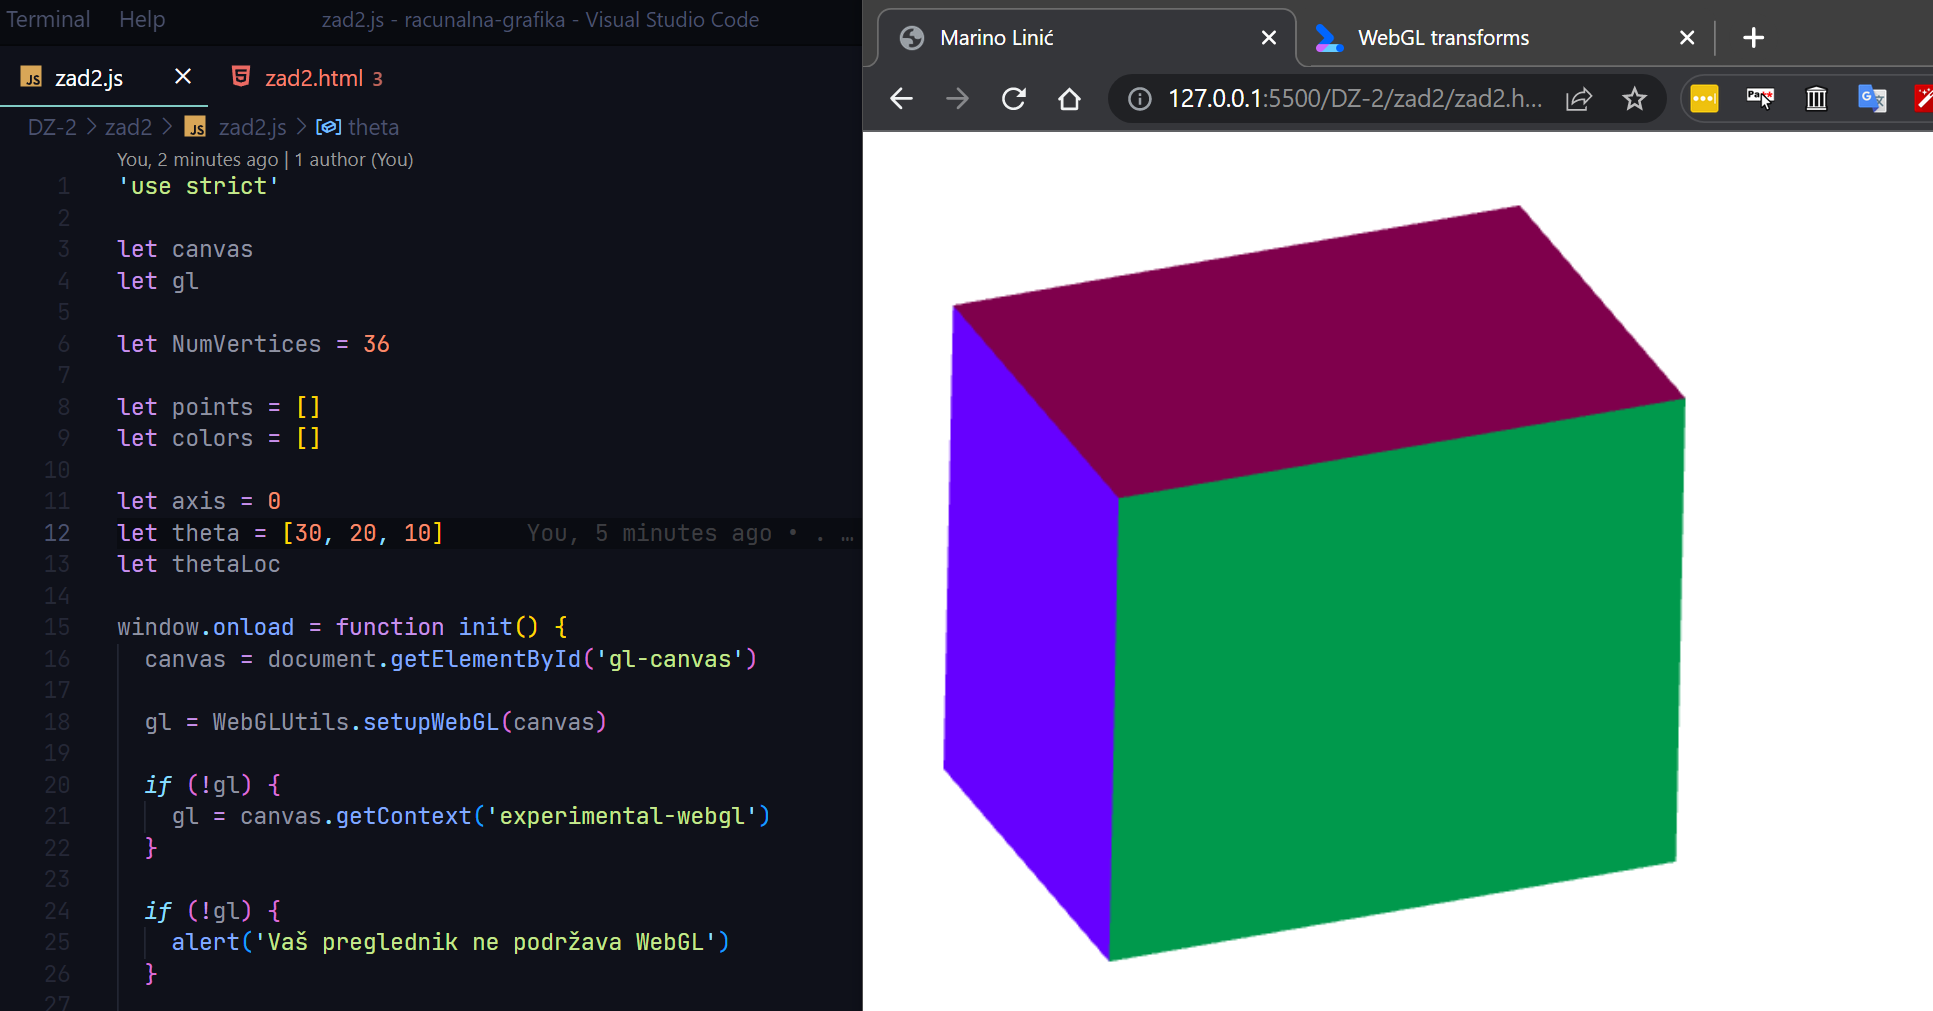 Terminal Help zad2.js - racunalna-grafika - Visual Studio Code
JS zad2.js zad2.html 3
DZ-2 > zad2 > JS zad2.js > theta
You, 2 minutes ago | 1 author (You)
1 'use strict'
2
3 let canvas
4 let gl
5
6 let NumVertices = 36
7
8 let points = []
9 let colors = []
10
11 let axis = 0
12 let theta = [30, 20, 10] You, 5 minutes ago • . …
13 let thetaLoc
14
15 window.onload = function init() {
16 canvas = document.getElementById('gl-canvas')
17
18 gl = WebGLUtils.setupWebGL(canvas)
19
20 if (!gl) {
21 gl = canvas.getContext('experimental-webgl')
22 }
23
24 if (!gl) {
25 alert('Vaš preglednik ne podržava WebGL')
26 }
27
Marino Linić WebGL transforms
127.0.0.1:5500/DZ-2/zad2/zad2.h...